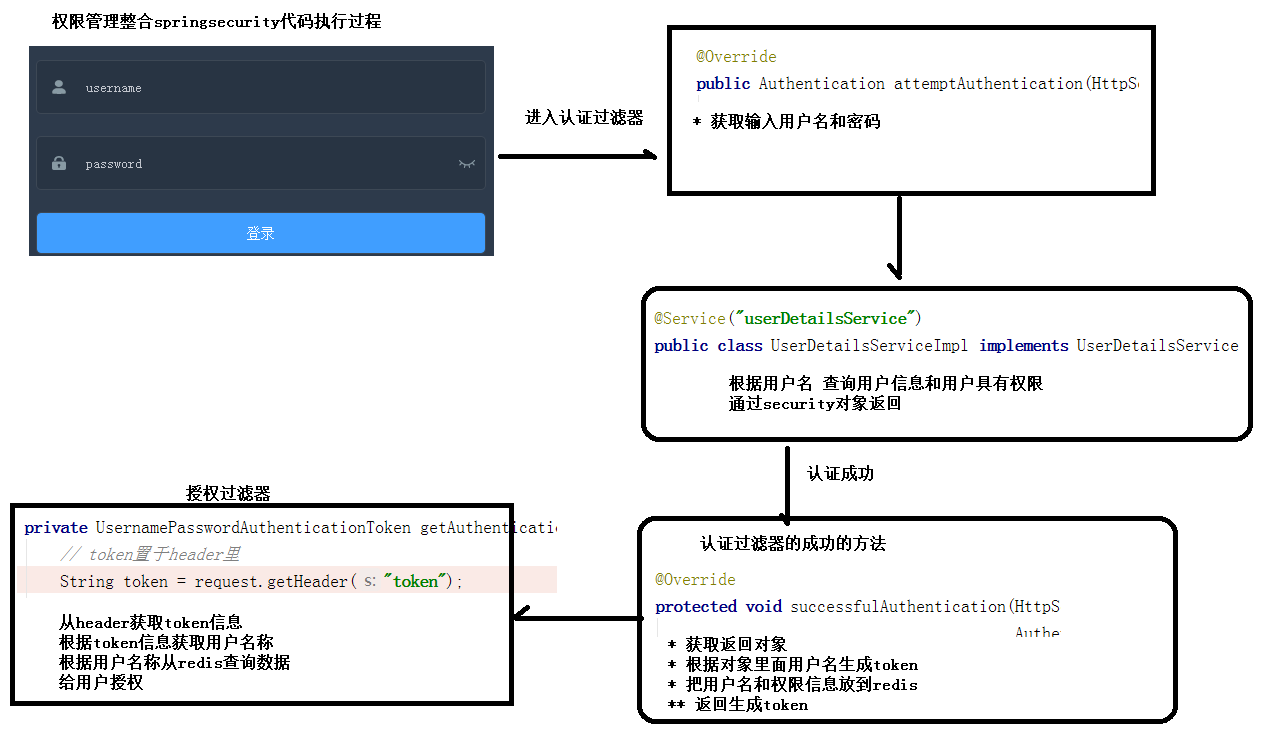 权限管理整合springsecurity代码执行过程
username
password
登录
进入认证过滤器
@Override
public Authentication attemptAuthentication(HttpSe
* 获取输入用户名和密码
@Service("userDetailsService")
public class UserDetailsServiceImpl implements UserDetailsService
根据用户名 查询用户信息和用户具有权限
通过security对象返回
认证成功
认证过滤器的成功的方法
@Override
protected void successfulAuthentication(HttpS
Authe
* 获取返回对象
* 根据对象里面用户名生成token
* 把用户名和权限信息放到redis
** 返回生成token
授权过滤器
private UsernamePasswordAuthenticationToken getAuthentication
// token置于header里
String token = request.getHeader( s: "token");
从header获取token信息
根据token信息获取用户名称
根据用户名称从redis查询数据
给用户授权